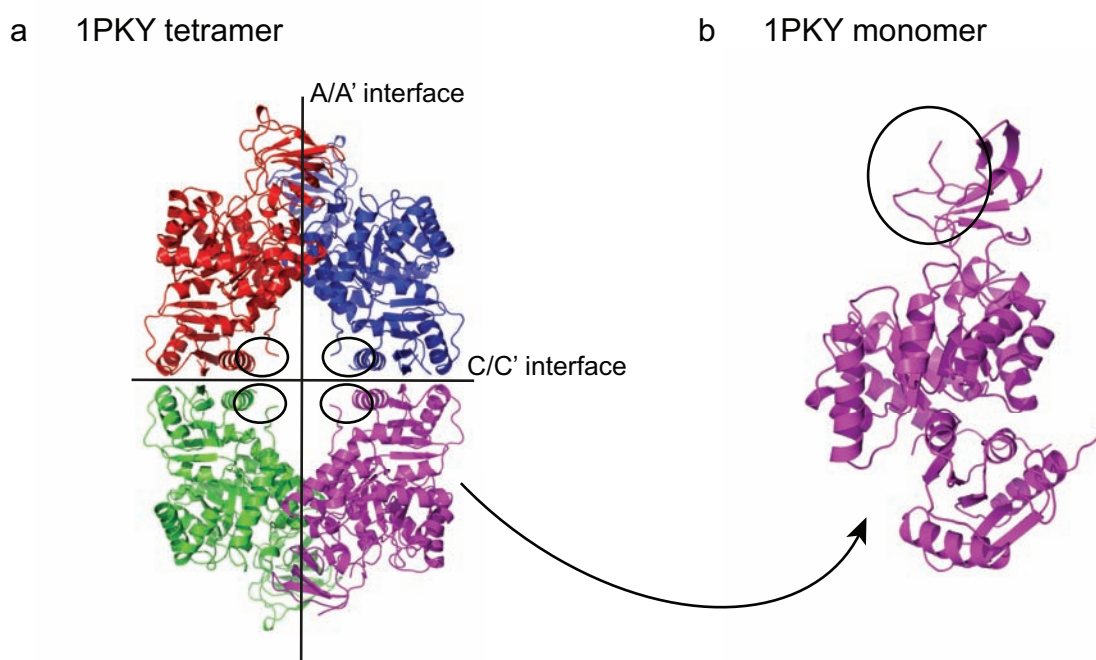 a 1PKY tetramer
b 1PKY monomer
A/A’ interface
C/C’ interface